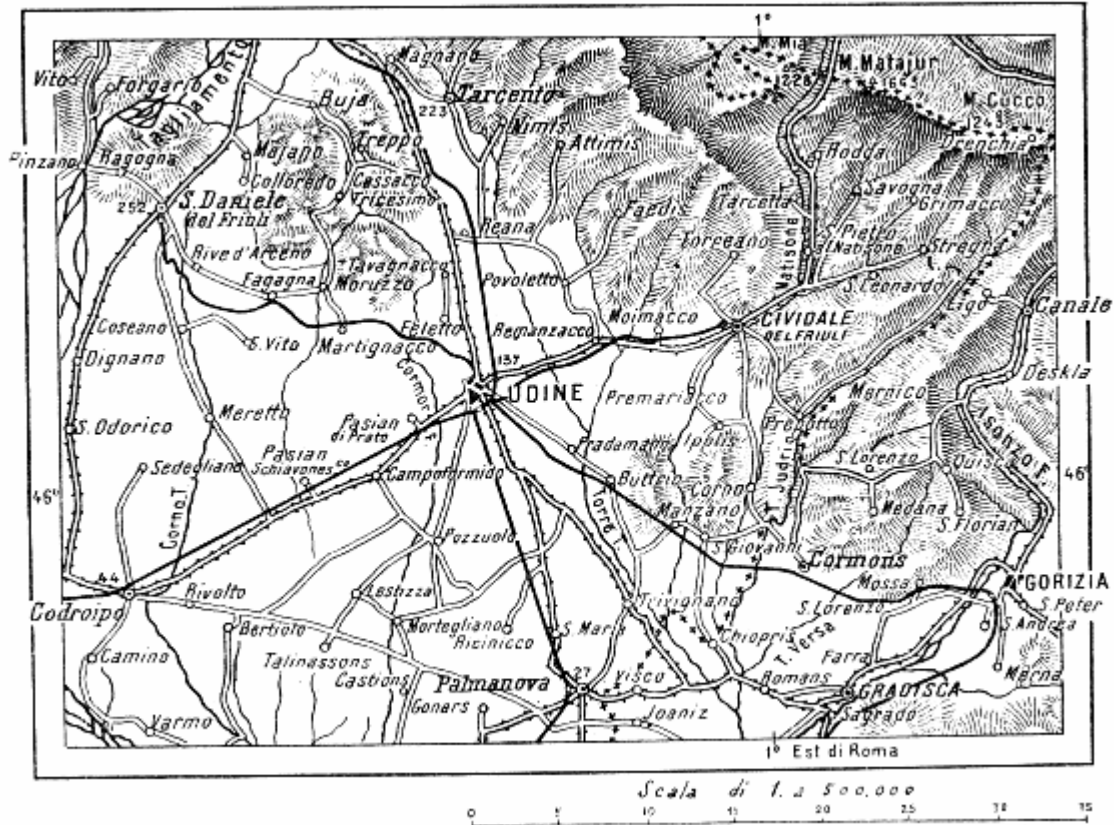 1°
Vito
Forgario
Tagliamento
Magnano
M. Mia
1228
M. Matajur
M. Cucco
Buja
Tarcento
223
Nimis
Attimis
Drenchia
Pinzano
Ragogna
Majano
Treppo
Rodda
Colloredo
Cassacco
Tricesimo
Savogna
Grimacco
Tarcetta
252
S. Daniele
del Friuli
Faedis
Reana
Torreano
Natisone T.
S. Pietro
al Natisone
Stregna
Rive d'Arceno
Tavagnacco
Fagagna
Moruzzo
Povoletto
S. Leonardo
Ligo
Canale
Coseano
S. Vito
Feletto
Remanzacco
Moimacco
CIVIDALE
DEL FRIULI
Martignacco
137
Dignano
Cormor
UDINE
Deskla
Meretto
Premariacco
Mernico
S. Odorico
Pasian
di Prato
Prepotto
Pradamano
Ipplis
Isonzo F.
Sedegliano
Pasian
Schiavonesco
Campoformido
T. Judrio
S. Lorenzo
Quisca
46°
Buttrio
46°
Corno T.
Torre
Manzano
Corno
Medana
S. Florian
Pozzuolo
S. Giovanni
Cormons
44
Mossa
GORIZIA
Codroipo
Rivolto
Lestizza
Trivignano
S. Lorenzo
S. Peter
Bertiolo
Mortegliano
Ricinicco
S. Maria
Chiopris
T. Versa
S. Andrea
Camino
Talmassons
Farra
Castions
Palmanova
27
Visco
Romans
Merna
Gonars
GRADISCA
Varmo
Joaniz
Sagrado
1° Est di Roma
Scala di 1. a 500.000
0 5 10 15 20 25 30 32 35